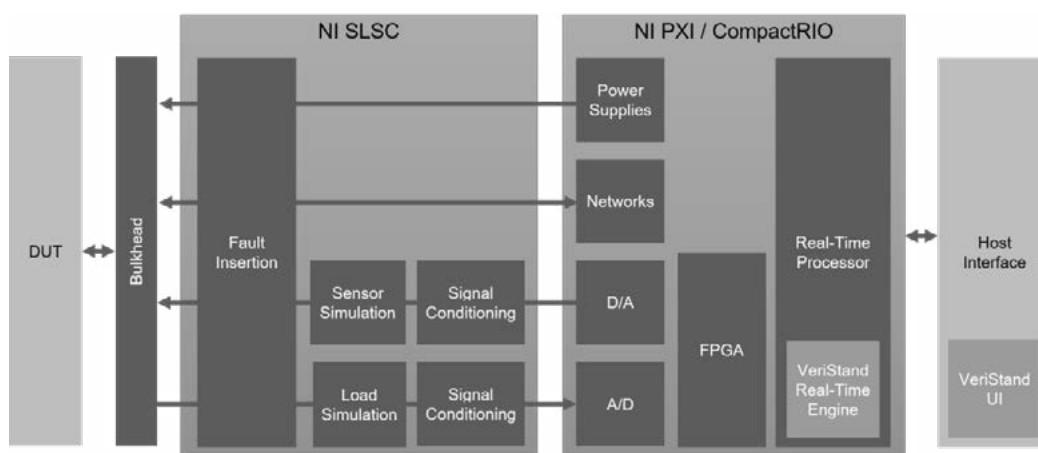 NI SLSC
NI PXI / CompactRIO
DUT
Bulkhead
Fault
Insertion
Sensor
Simulation
Signal
Conditioning
Load
Simulation
Signal
Conditioning
Power
Supplies
Networks
D/A
A/D
FPGA
Real-Time
Processor
VeriStand
Real-Time
Engine
Host
Interface
VeriStand
UI